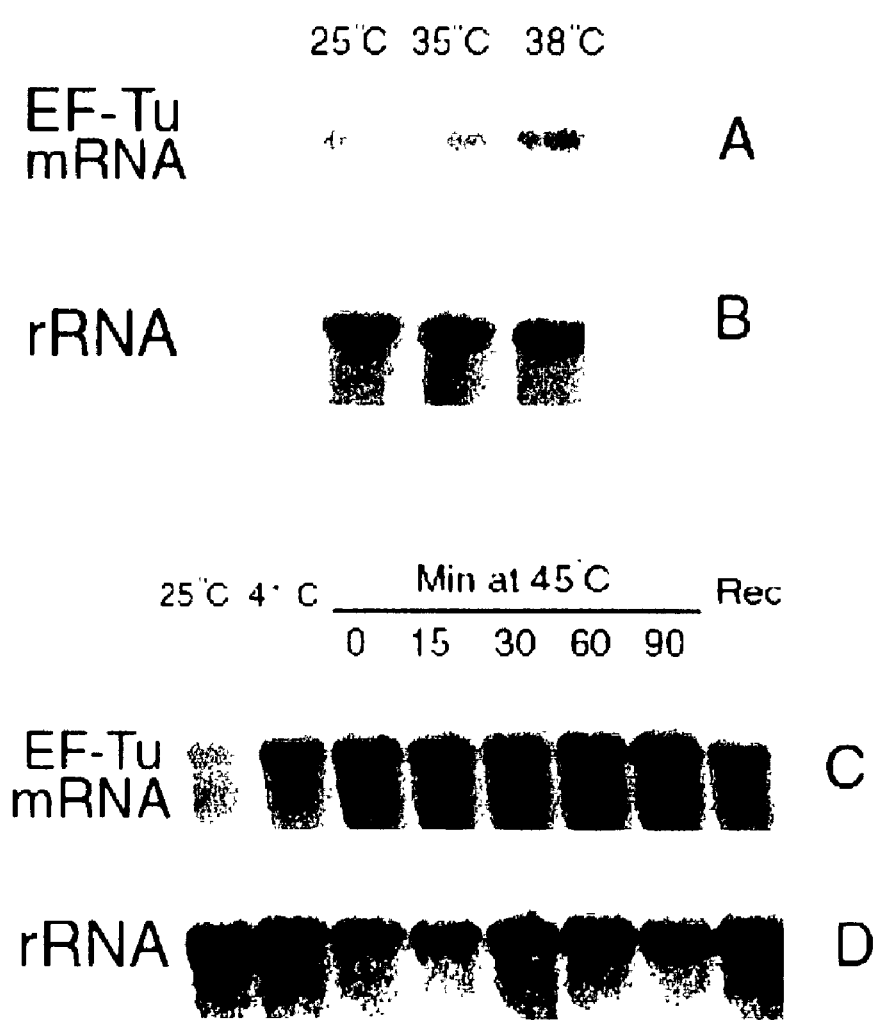 25°C 35°C 38°C
EF-Tu
mRNA
A
rRNA
B
25°C 4° C Min at 45°C Rec
0 15 30 60 90
EF-Tu
mRNA
C
rRNA
D